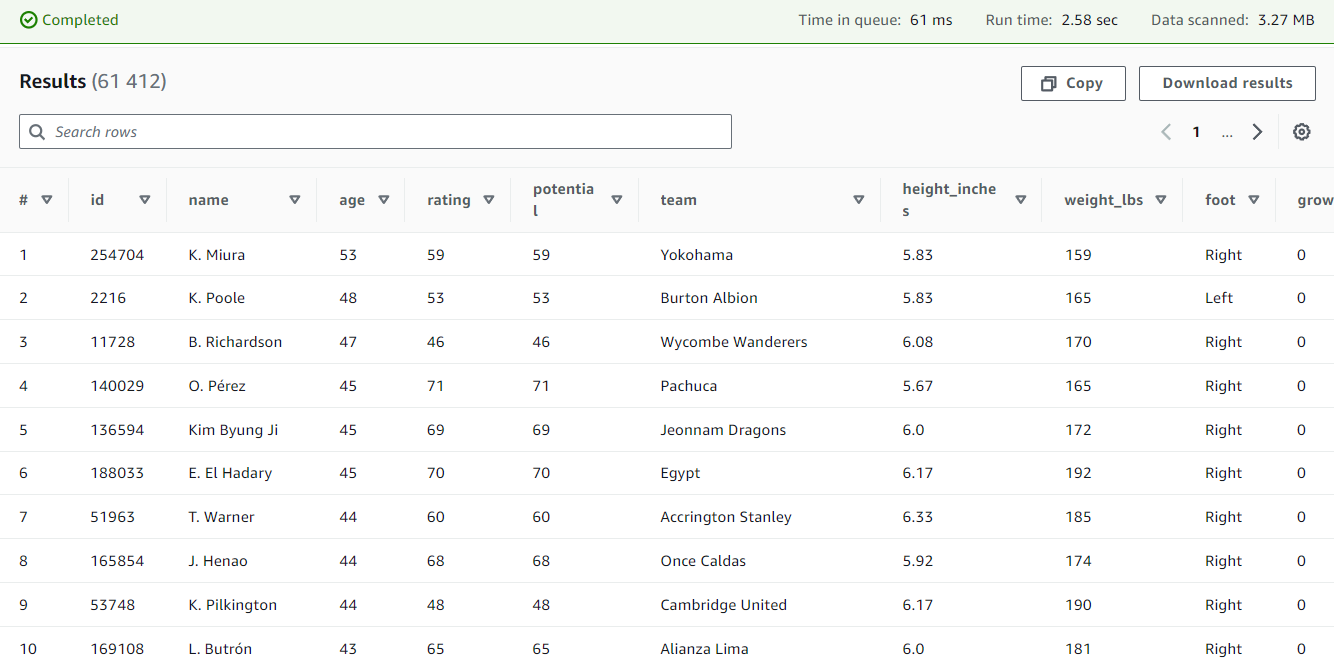 Completed Time in queue: 61 ms Run time: 2.58 sec Data scanned: 3.27 MB
Results (61 412) Copy Download results
Search rows 1 ...
# id name age rating potentia
l team height_inche
s weight_lbs foot grow
1 254704 K. Miura 53 59 59 Yokohama 5.83 159 Right 0
2 2216 K. Poole 48 53 53 Burton Albion 5.83 165 Left 0
3 11728 B. Richardson 47 46 46 Wycombe Wanderers 6.08 170 Right 0
4 140029 O. Pérez 45 71 71 Pachuca 5.67 165 Right 0
5 136594 Kim Byung Ji 45 69 69 Jeonnam Dragons 6.0 172 Right 0
6 188033 E. El Hadary 45 70 70 Egypt 6.17 192 Right 0
7 51963 T. Warner 44 60 60 Accrington Stanley 6.33 185 Right 0
8 165854 J. Henao 44 68 68 Once Caldas 5.92 174 Right 0
9 53748 K. Pilkington 44 48 48 Cambridge United 6.17 190 Right 0
10 169108 L. Butrón 43 65 65 Alianza Lima 6.0 181 Right 0